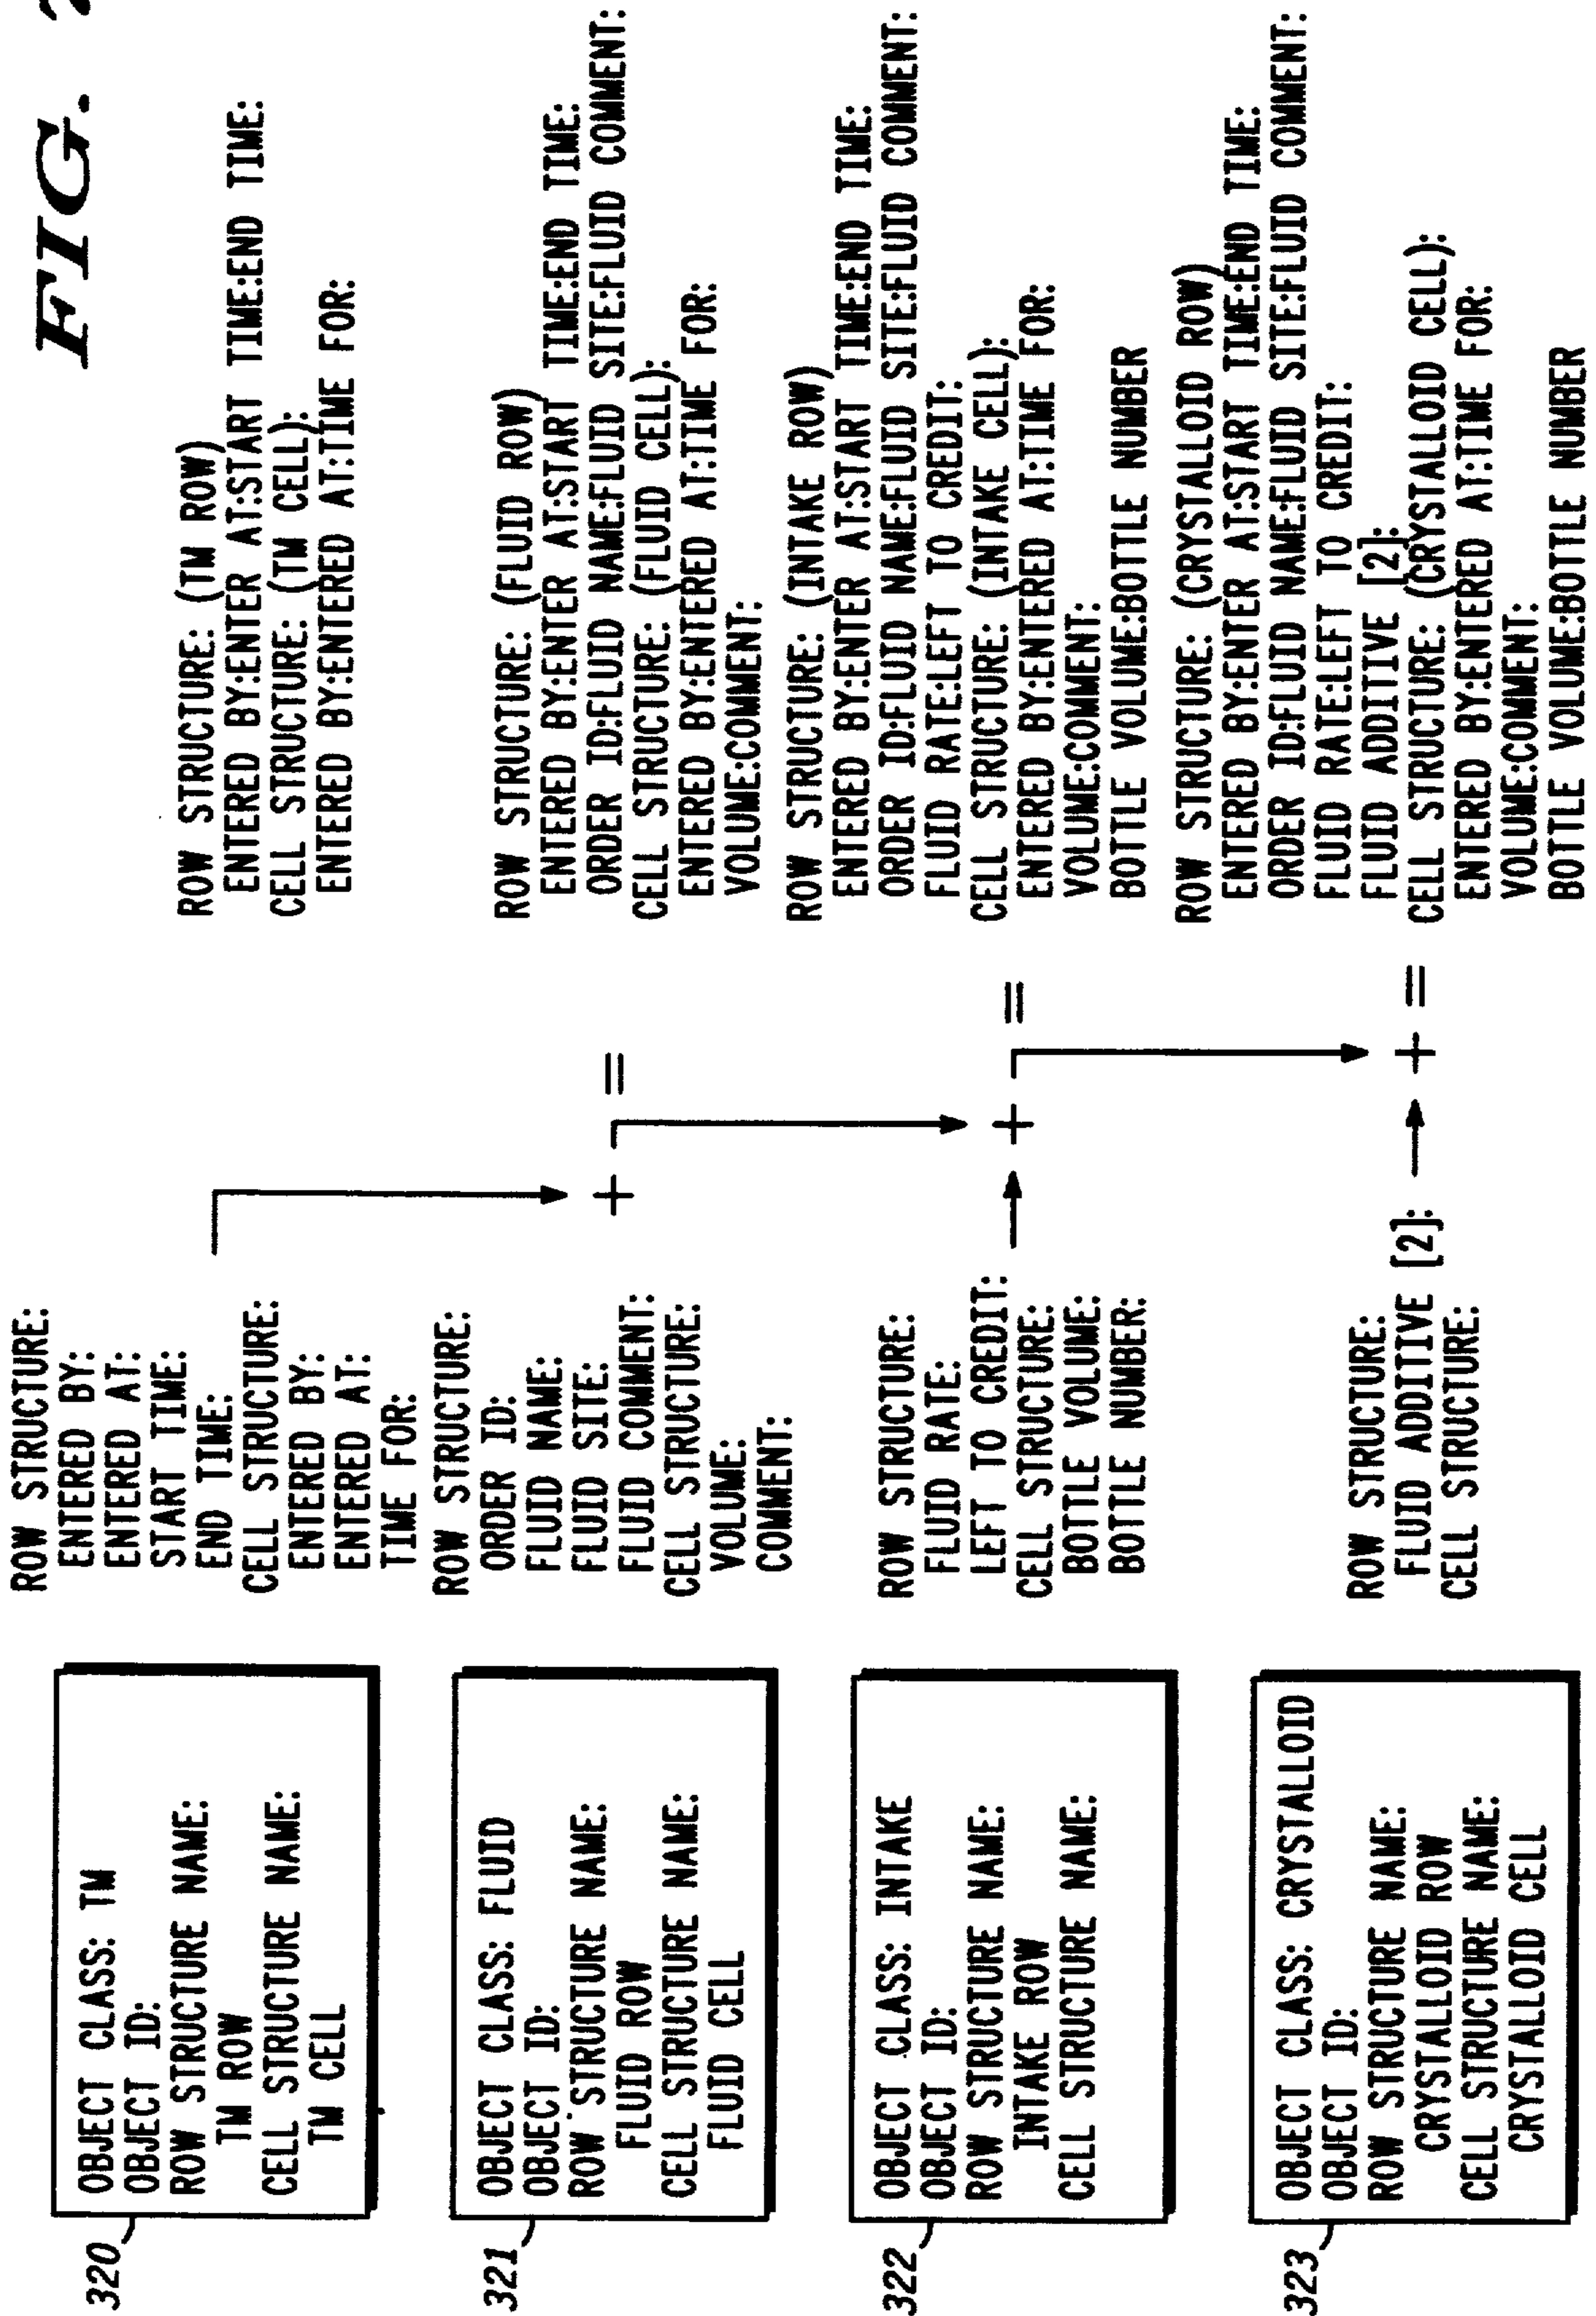 FIG. 2
320
OBJECT CLASS: TM
OBJECT ID:
ROW STRUCTURE NAME:
TM ROW
CELL STRUCTURE NAME:
TM CELL
ROW STRUCTURE:
ENTERED BY:
ENTERED AT:
START TIME:
END TIME:
CELL STRUCTURE:
ENTERED BY:
ENTERED AT:
TIME FOR:
ROW STRUCTURE: (TM ROW)
ENTERED BY:ENTER AT:START TIME:END TIME:
CELL STRUCTURE: (TM CELL):
ENTERED BY:ENTERED AT:TIME FOR:
321
OBJECT CLASS: FLUID
OBJECT ID:
ROW STRUCTURE NAME:
FLUID ROW
CELL STRUCTURE NAME:
FLUID CELL
ROW STRUCTURE:
ORDER ID:
FLUID NAME:
FLUID SITE:
FLUID COMMENT:
CELL STRUCTURE:
VOLUME:
COMMENT:
+ =
ROW STRUCTURE: (FLUID ROW)
ENTERED BY:ENTER AT:START TIME:END TIME:
ORDER ID:FLUID NAME:FLUID SITE:FLUID COMMENT:
CELL STRUCTURE: (FLUID CELL):
ENTERED BY:ENTERED AT:TIME FOR:
VOLUME:COMMENT:
322
OBJECT CLASS: INTAKE
OBJECT ID:
ROW STRUCTURE NAME:
INTAKE ROW
CELL STRUCTURE NAME:
ROW STRUCTURE:
FLUID RATE:
LEFT TO CREDIT:
CELL STRUCTURE:
BOTTLE VOLUME:
BOTTLE NUMBER:
+ =
ROW STRUCTURE: (INTAKE ROW)
ENTERED BY:ENTER AT:START TIME:END TIME:
ORDER ID:FLUID NAME:FLUID SITE:FLUID COMMENT:
FLUID RATE:LEFT TO CREDIT:
CELL STRUCTURE: (INTAKE CELL):
ENTERED BY:ENTERED AT:TIME FOR:
VOLUME:COMMENT:
BOTTLE VOLUME:BOTTLE NUMBER
323
OBJECT CLASS: CRYSTALLOID
OBJECT ID:
ROW STRUCTURE NAME:
CRYSTALLOID ROW
CELL STRUCTURE NAME:
CRYSTALLOID CELL
ROW STRUCTURE:
FLUID ADDITIVE [2]:
CELL STRUCTURE:
+ =
ROW STRUCTURE: (CRYSTALLOID ROW)
ENTERED BY:ENTER AT:START TIME:END TIME:
ORDER ID:FLUID NAME:FLUID SITE:FLUID COMMENT:
FLUID RATE:LEFT TO CREDIT:
FLUID ADDITIVE [2]:
CELL STRUCTURE: (CRYSTALLOID CELL):
ENTERED BY:ENTERED AT:TIME FOR:
VOLUME:COMMENT:
BOTTLE VOLUME:BOTTLE NUMBER